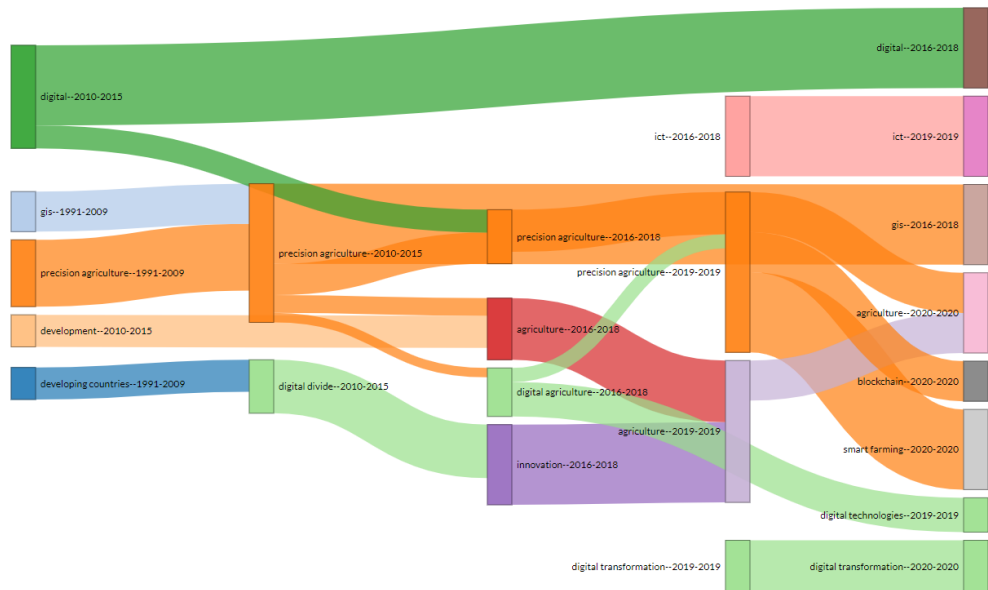 digital--2010-2015
gis--1991-2009
precision agriculture--1991-2009
development--2010-2015
developing countries--1991-2009
precision agriculture--2010-2015
digital divide--2010-2015
precision agriculture--2016-2018
agriculture--2016-2018
digital agriculture--2016-2018
innovation--2016-2018
ict--2016-2018
precision agriculture--2019-2019
agriculture--2019-2019
digital transformation--2019-2019
digital--2016-2018
ict--2019-2019
gis--2016-2018
agriculture--2020-2020
blockchain--2020-2020
smart farming--2020-2020
digital technologies--2019-2019
digital transformation--2020-2020